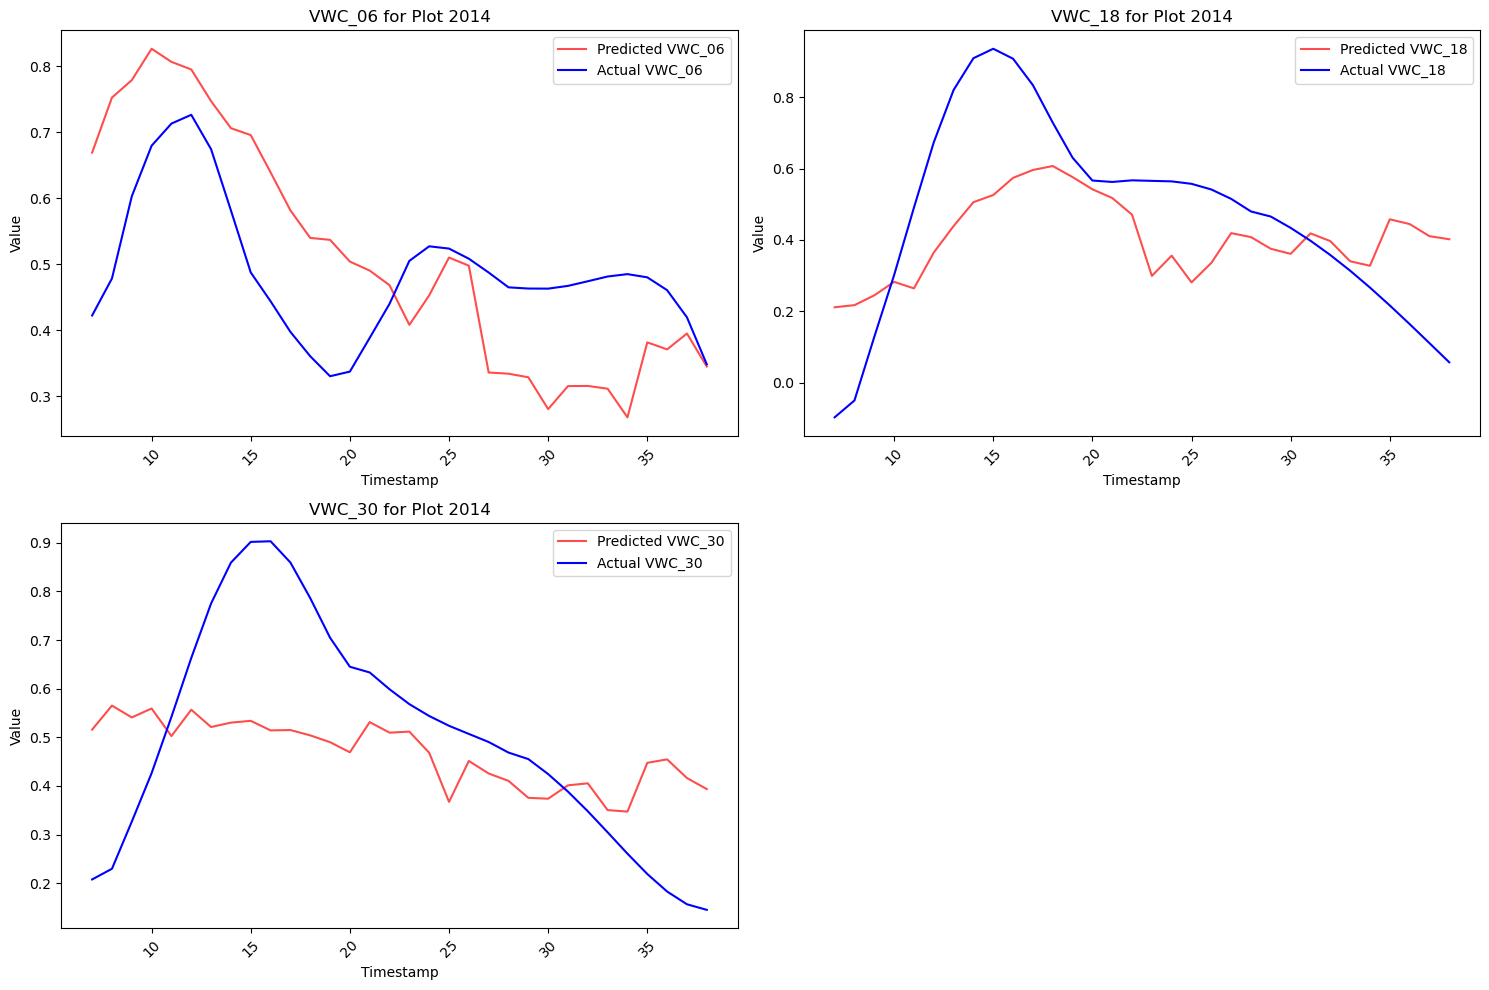 VWC_06 for Plot 2014
Predicted VWC_06
Actual VWC_06
Value
0.8
0.7
0.6
0.5
0.4
0.3
10
15
20
25
30
35
Timestamp
VWC_18 for Plot 2014
Predicted VWC_18
Actual VWC_18
Value
0.8
0.6
0.4
0.2
0.0
10
15
20
25
30
35
Timestamp
VWC_30 for Plot 2014
Predicted VWC_30
Actual VWC_30
Value
0.9
0.8
0.7
0.6
0.5
0.4
0.3
0.2
10
15
20
25
30
35
Timestamp